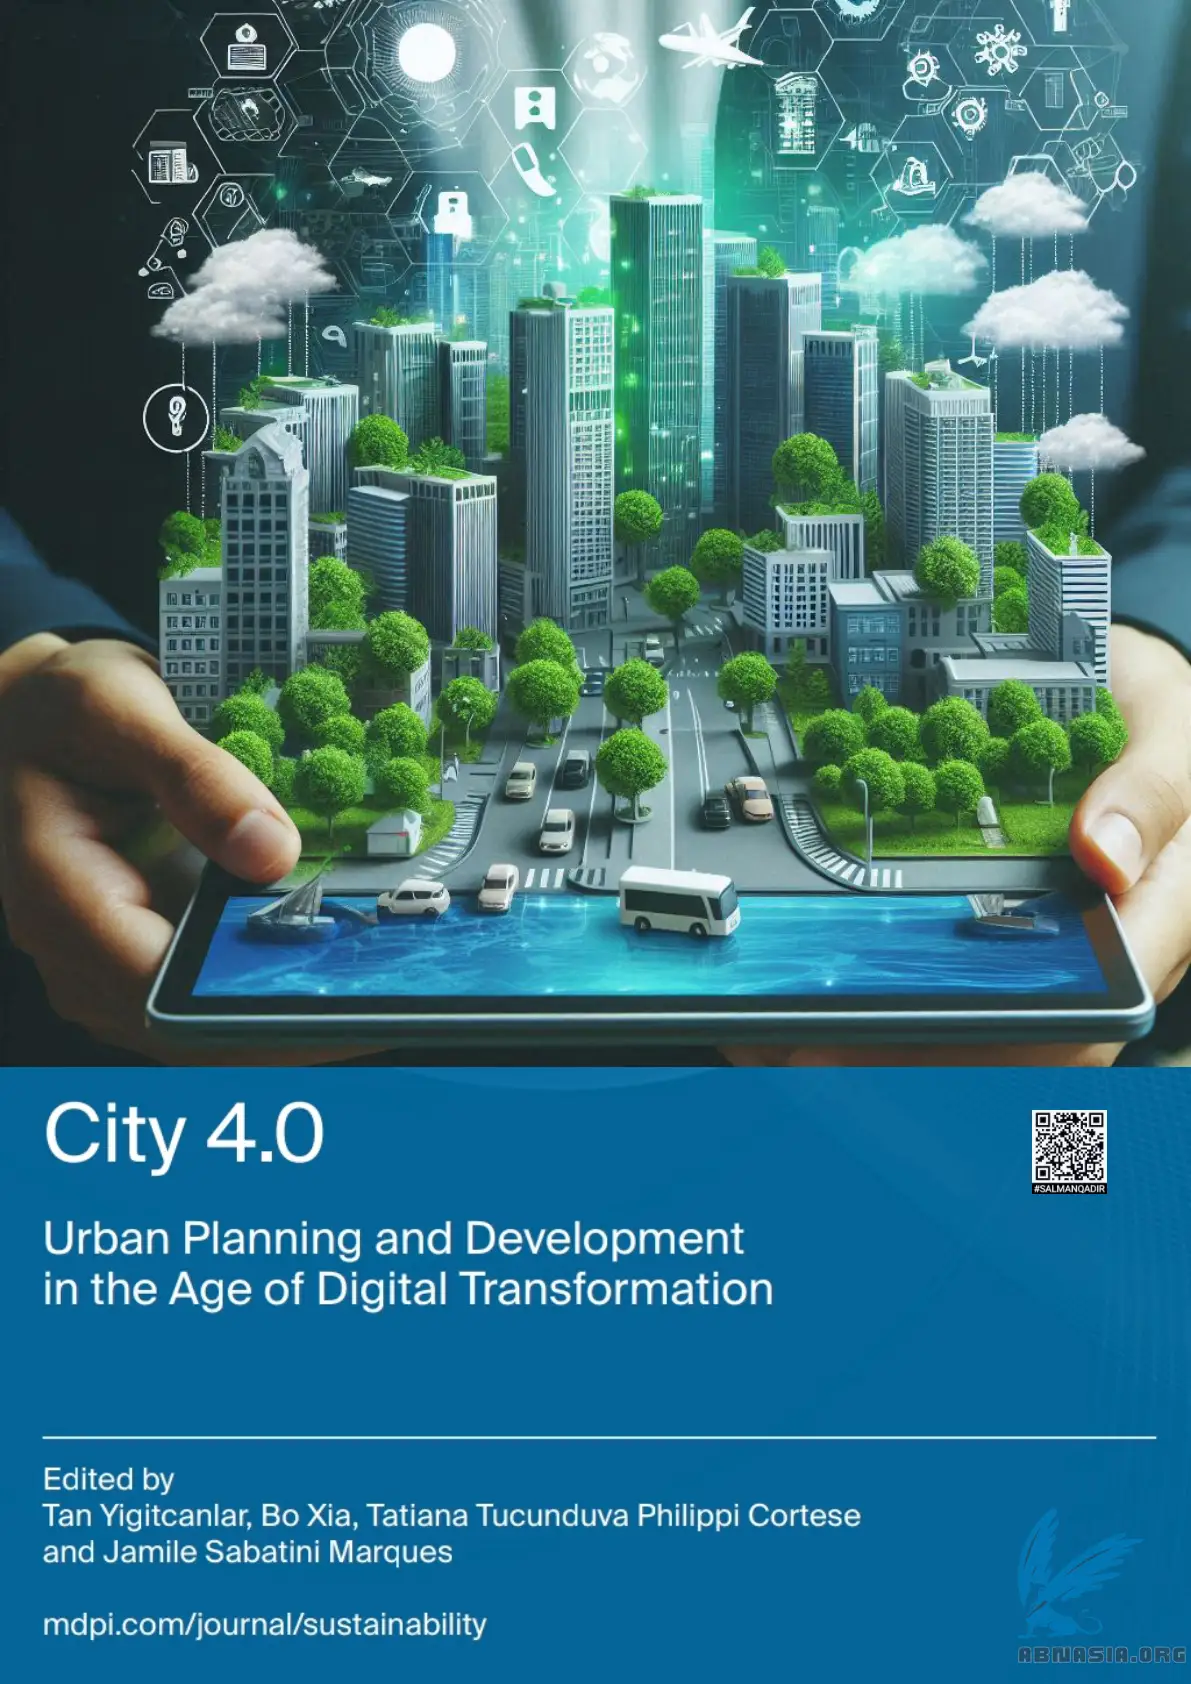 City 4.0
#SALMANQADIR
Urban Planning and Development
in the Age of Digital Transformation
Edited by
Tan Yigitcanlar, Bo Xia, Tatiana Tucunduva Philippi Cortese
and Jamile Sabatini Marques
mdpi.com/journal/sustainability
ABNASIA.ORG